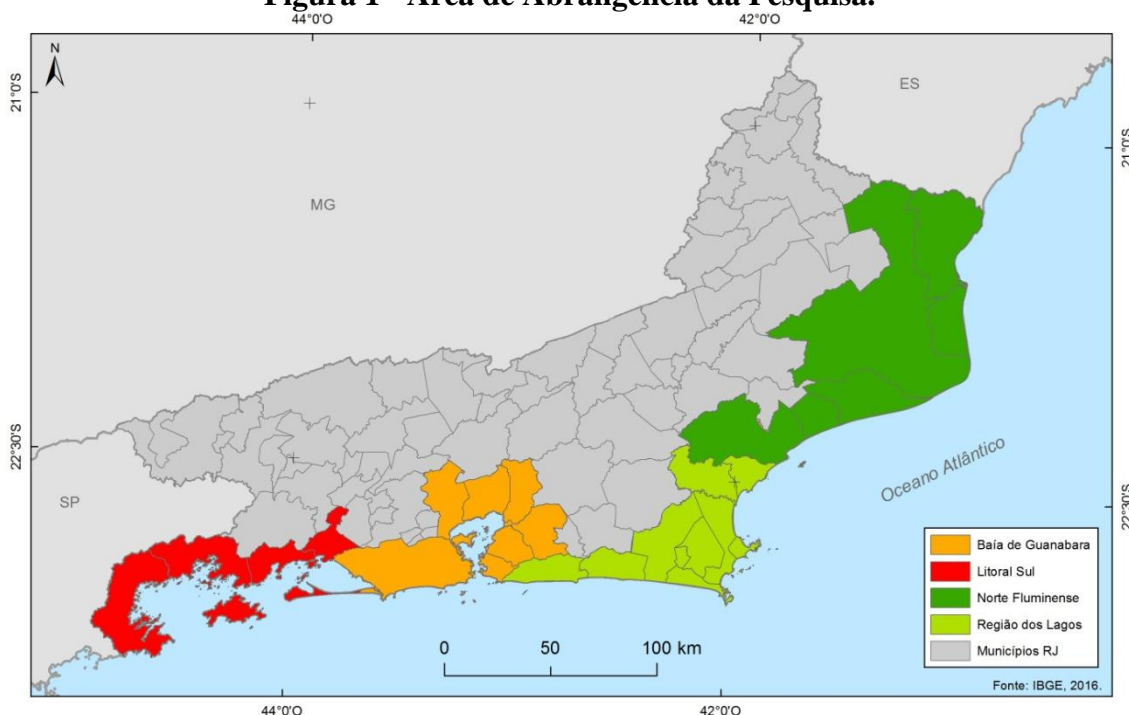 Figura 1 - Área de Abrangência da Pesquisa.
44°0'O 42°0'O
N
21°0'S
ES
21°0'S
MG
22°30'S
SP
Oceano Atlântico
22°30'S
Baía de Guanabara
Litoral Sul
Norte Fluminense
Região dos Lagos
Municípios RJ
0 50 100 km
Fonte: IBGE, 2016.
44°0'O 42°0'O